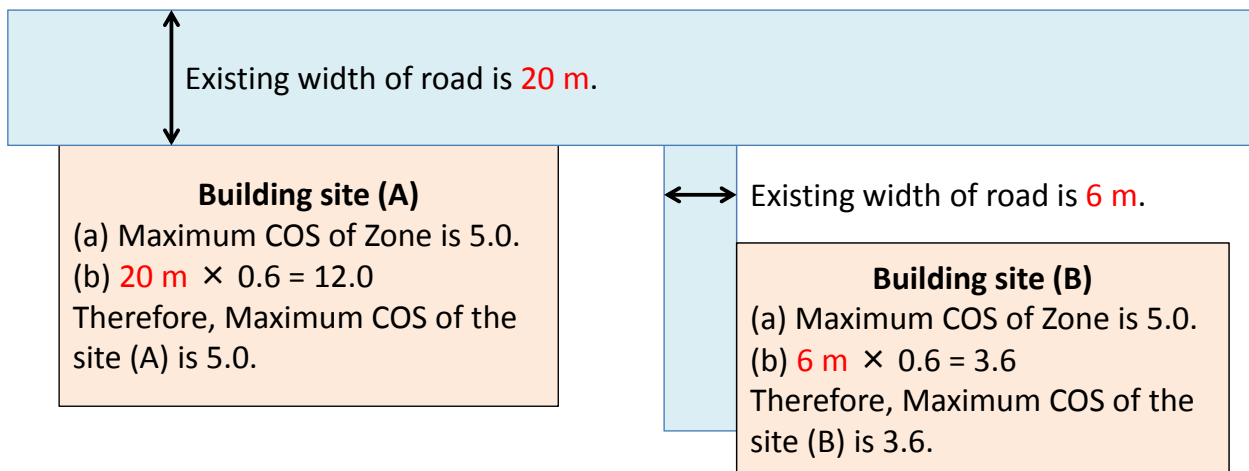 Existing width of road is 20 m.
Building site (A)
(a) Maximum COS of Zone is 5.0.
(b) 20 m × 0.6 = 12.0
Therefore, Maximum COS of the
site (A) is 5.0.
Existing width of road is 6 m.
Building site (B)
(a) Maximum COS of Zone is 5.0.
(b) 6 m × 0.6 = 3.6
Therefore, Maximum COS of the
site (B) is 3.6.